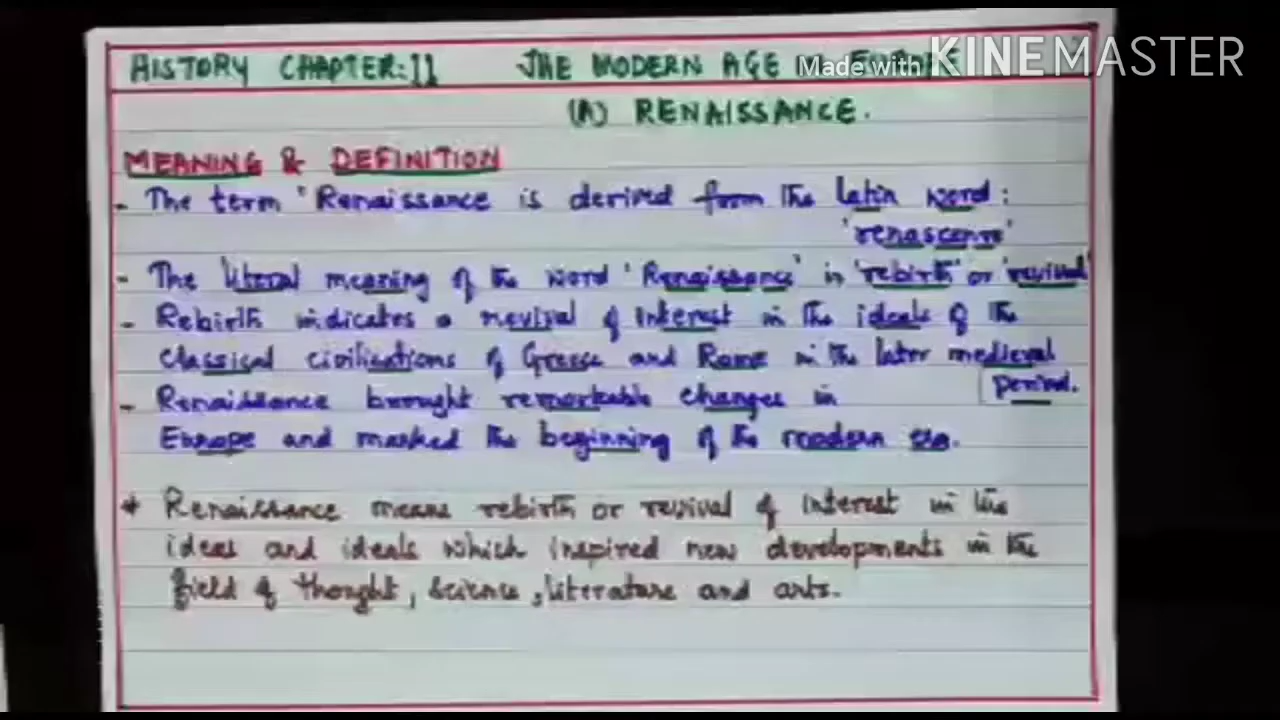 HISTORY CHAPTER:11 THE MODERN AGE
Made with KINEMASTER
(A) RENAISSANCE.
MEANING & DEFINITION
- The term 'Renaissance is derived from the latin word:
'renascere'
- The literal meaning of the word 'Renaissance' is 'rebirth' or 'revival'
- Rebirth indicates a revival of interest in the ideals of the
classical civilisations of Greece and Rome in the later medieval
period.
- Renaissance brought remarkable changes in
Europe and marked the beginning of the modern era.
* Renaissance means rebirth or revival of interest in the
ideas and ideals which inspired new developments in the
field of thought, science, literature and arts.